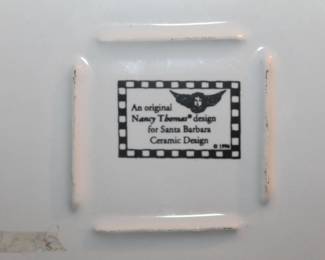 An original
Nancy Thomas® design
for Santa Barbara
Ceramic Design
© 1996